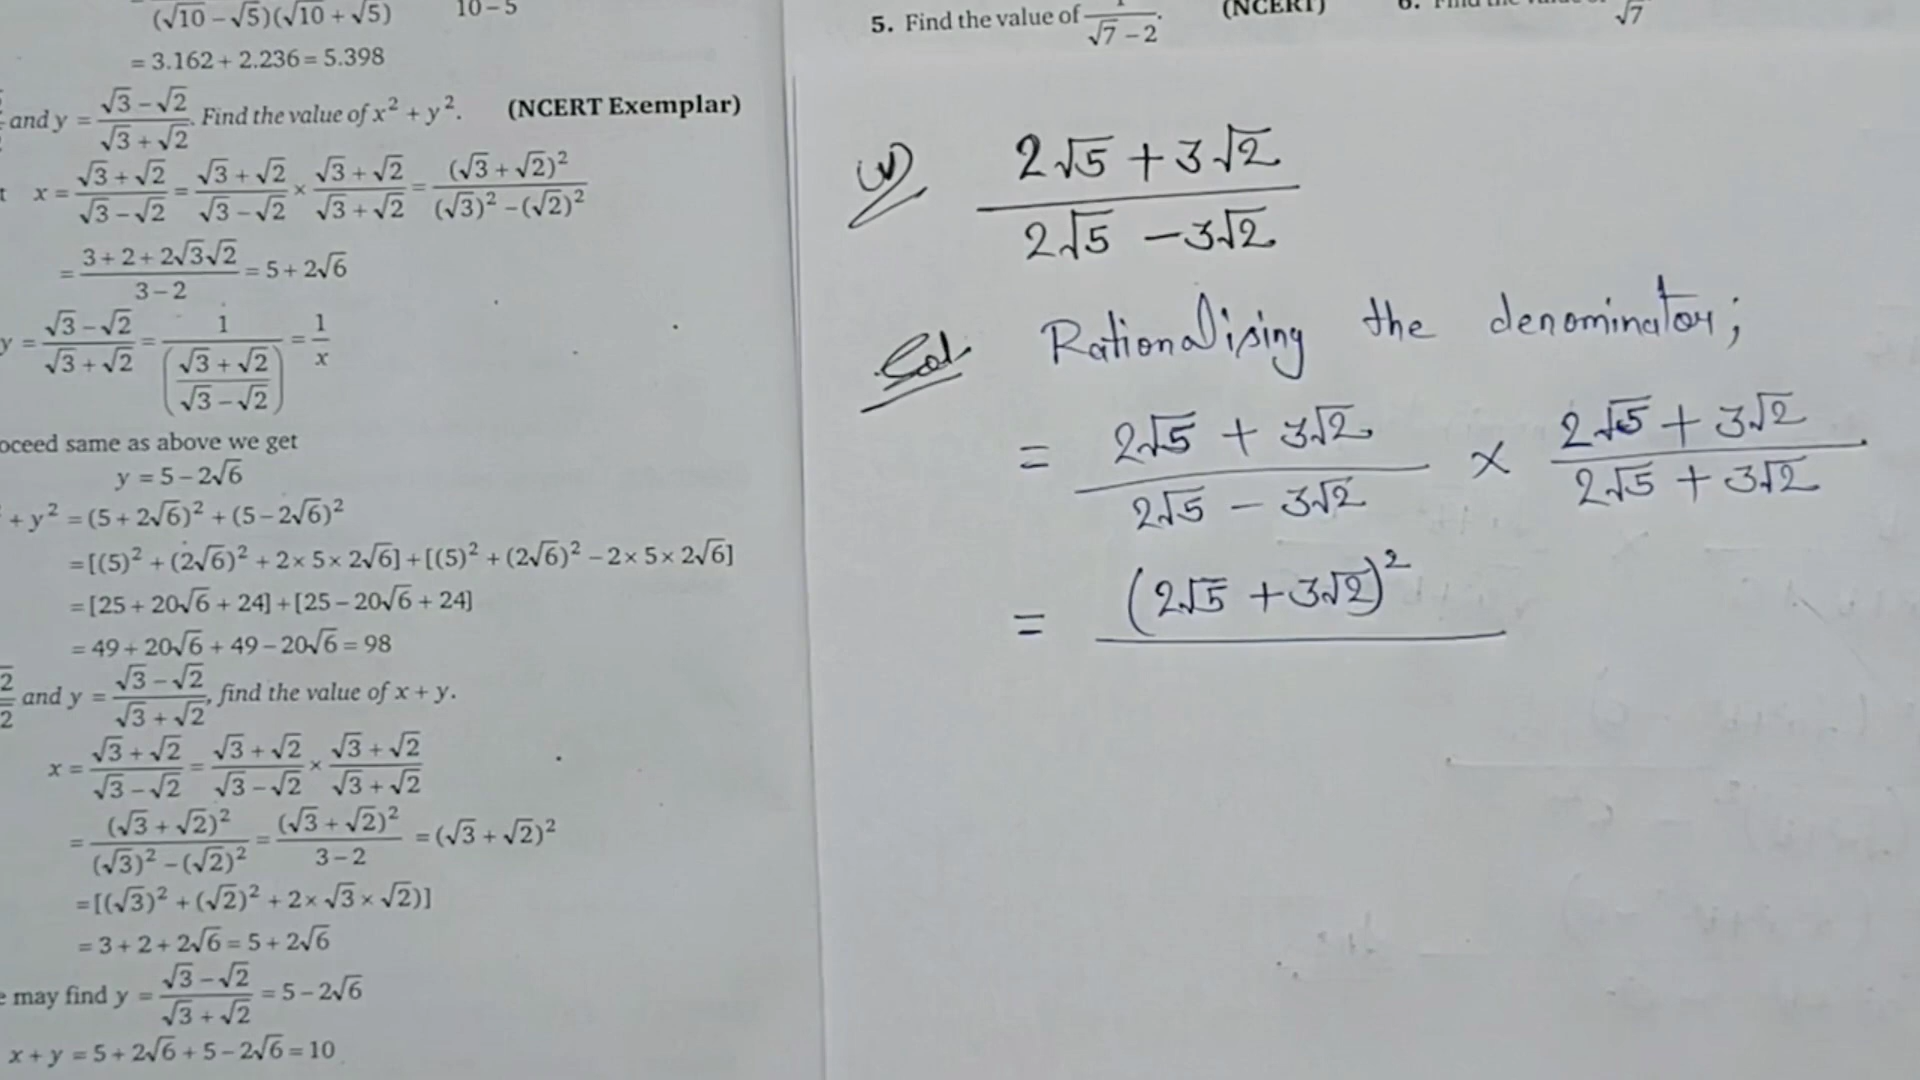 (√10 − √5)(√10 + √5) 10 − 5
= 3.162 + 2.236 = 5.398
and y = (√3 − √2)/(√3 + √2). Find the value of x² + y². (NCERT Exemplar)
x = (√3 + √2)/(√3 − √2) = (√3 + √2)/(√3 − √2) × (√3 + √2)/(√3 + √2) = (√3 + √2)²/((√3)² − (√2)²)
= (3 + 2 + 2√3√2)/(3 − 2) = 5 + 2√6
y = (√3 − √2)/(√3 + √2) = 1/((√3 + √2)/(√3 − √2)) = 1/x
oceed same as above we get
y = 5 − 2√6
+ y² = (5 + 2√6)² + (5 − 2√6)²
= [(5)² + (2√6)² + 2 × 5 × 2√6] + [(5)² + (2√6)² − 2 × 5 × 2√6]
= [25 + 20√6 + 24] + [25 − 20√6 + 24]
= 49 + 20√6 + 49 − 20√6 = 98
and y = (√3 − √2)/(√3 + √2), find the value of x + y.
x = (√3 + √2)/(√3 − √2) = (√3 + √2)/(√3 − √2) × (√3 + √2)/(√3 + √2)
= (√3 + √2)²/((√3)² − (√2)²) = (√3 + √2)²/(3 − 2) = (√3 + √2)²
= [(√3)² + (√2)² + 2 × √3 × √2)]
= 3 + 2 + 2√6 = 5 + 2√6
may find y = (√3 − √2)/(√3 + √2) = 5 − 2√6
x + y = 5 + 2√6 + 5 − 2√6 = 10
5. Find the value of 1/(√7 − 2). (NCERT) 6. √7
(2√5 + 3√2)/(2√5 − 3√2)
Sol. Rationalising the denominator;
= (2√5 + 3√2)/(2√5 − 3√2) × (2√5 + 3√2)/(2√5 + 3√2)
= (2√5 + 3√2)²